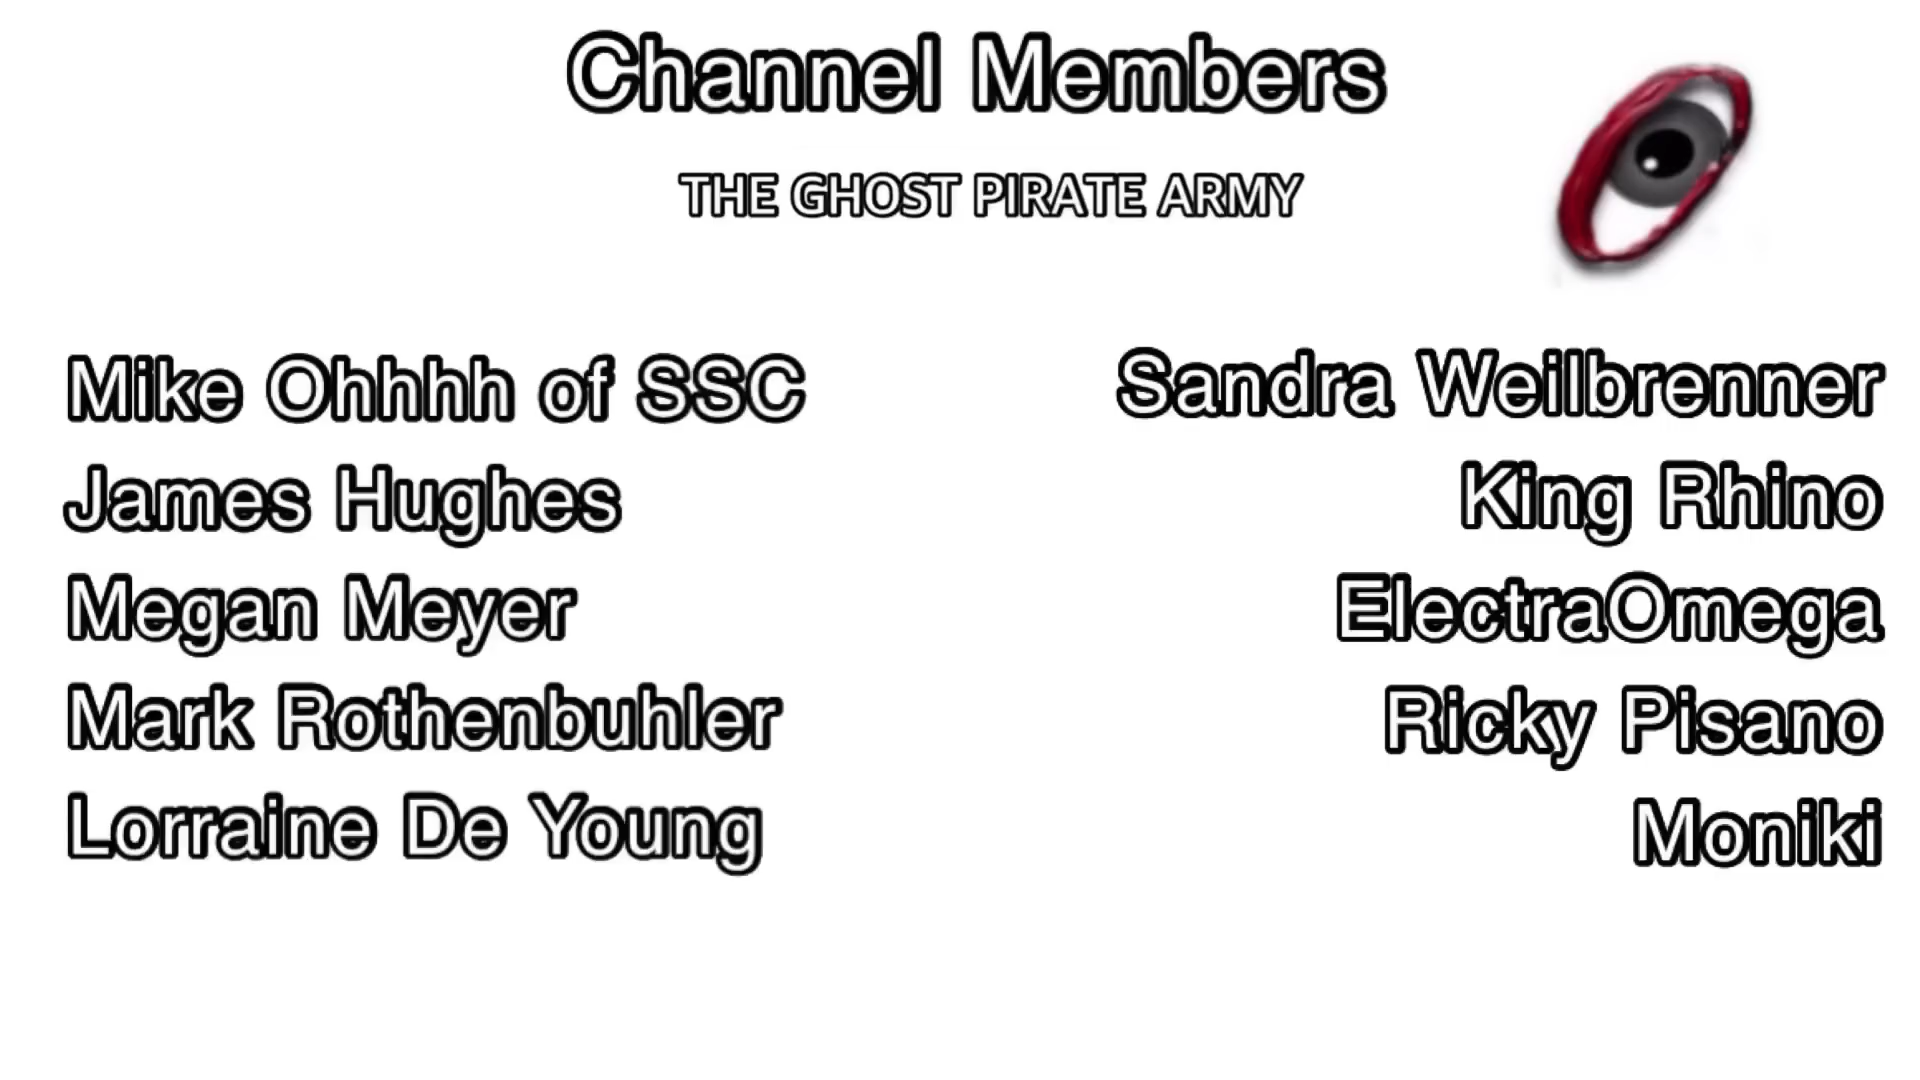 Channel Members
THE GHOST PIRATE ARMY
Mike Ohhhh of SSC
James Hughes
Megan Meyer
Mark Rothenbuhler
Lorraine De Young
Sandra Weilbrenner
King Rhino
ElectraOmega
Ricky Pisano
Moniki